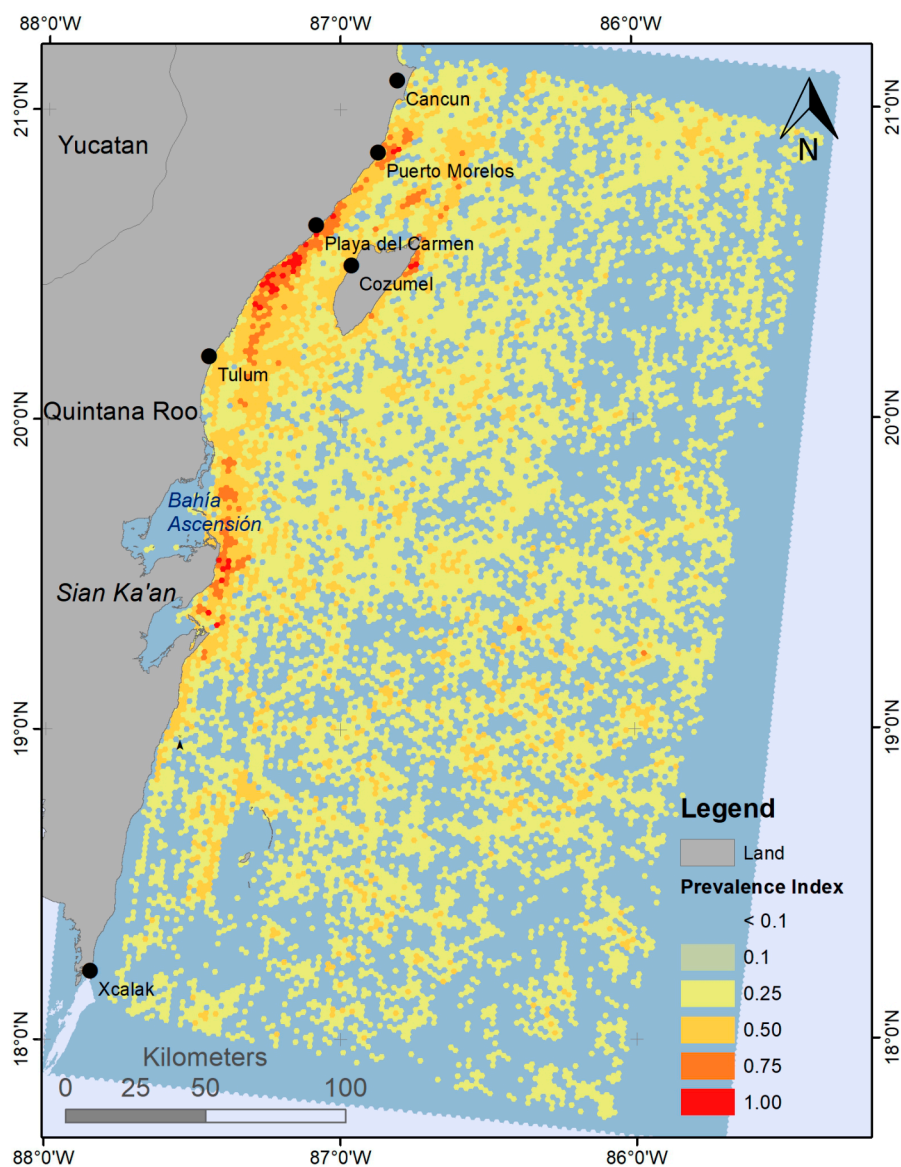 88°0'W 87°0'W 86°0'W
21°0'N
21°0'N
Cancun
Yucatan
N
Puerto Morelos
Playa del Carmen
Cozumel
Tulum
Quintana Roo
20°0'N
20°0'N
Bahía
Ascensión
Sian Ka'an
19°0'N
19°0'N
Legend
Land
Prevalence Index
< 0.1
0.1
0.25
0.50
0.75
1.00
Xcalak
18°0'N
18°0'N
Kilometers
0 25 50 100
88°0'W 87°0'W 86°0'W